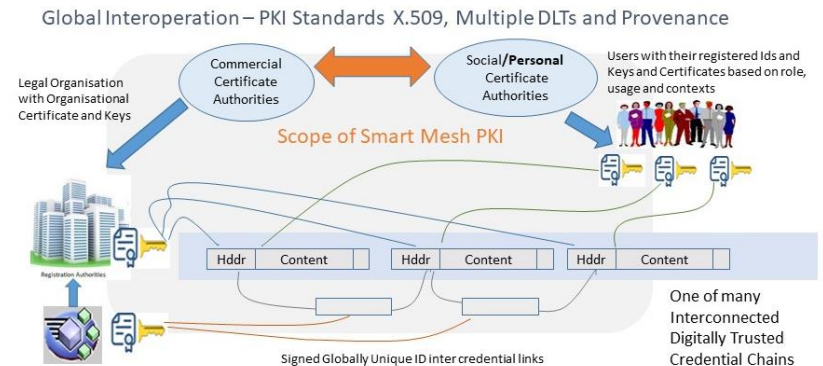 Global Interoperation – PKI Standards X.509, Multiple DLTs and Provenance
Legal Organisation
with Organisational
Certificate and Keys
Commercial
Certificate
Authorities
Social/Personal
Certificate
Authorities
Users with their registered Ids and
Keys and Certificates based on role,
usage and contexts
Scope of Smart Mesh PKI
Registration Authorities
Hddr Content
Hddr Content
Hddr Content
One of many
Interconnected
Digitally Trusted
Credential Chains
Signed Globally Unique ID inter credential links